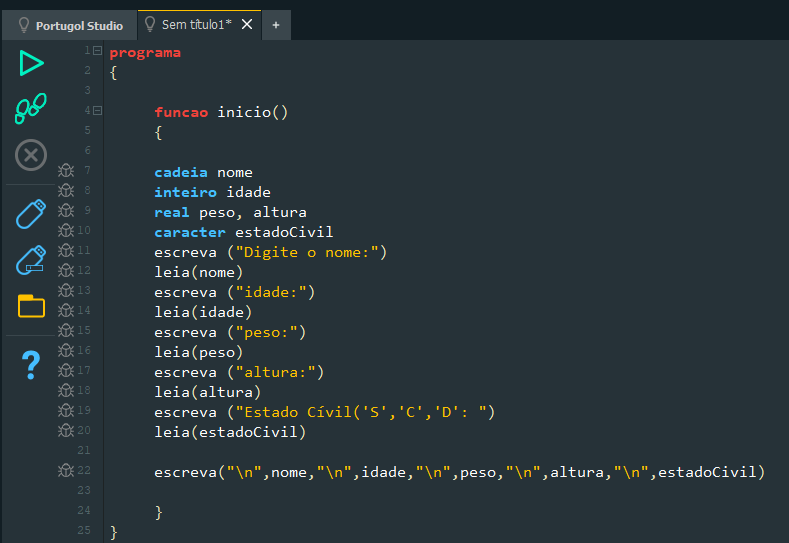 Portugol Studio
Sem título1*
+
1 programa
2 {
3
4 funcao inicio()
5 {
6
7 cadeia nome
8 inteiro idade
9 real peso, altura
10 caracter estadoCivil
11 escreva ("Digite o nome:")
12 leia(nome)
13 escreva ("idade:")
14 leia(idade)
15 escreva ("peso:")
16 leia(peso)
17 escreva ("altura:")
18 leia(altura)
19 escreva ("Estado Cívil('S','C','D': ")
20 leia(estadoCivil)
21
22 escreva("\n",nome,"\n",idade,"\n",peso,"\n",altura,"\n",estadoCivil)
23
24 }
25 }